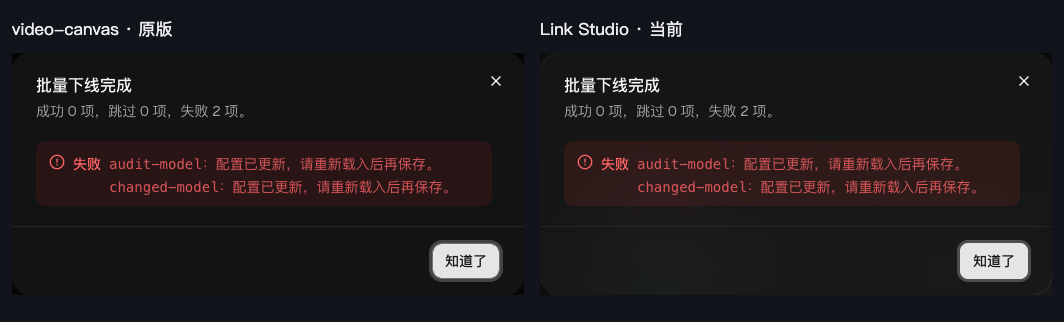 video-canvas · 原版
批量下线完成
成功 0 项，跳过 0 项，失败 2 项。
失败 audit-model: 配置已更新，请重新载入后再保存。
changed-model: 配置已更新，请重新载入后再保存。
知道了
Link Studio · 当前
批量下线完成
成功 0 项，跳过 0 项，失败 2 项。
失败 audit-model: 配置已更新，请重新载入后再保存。
changed-model: 配置已更新，请重新载入后再保存。
知道了